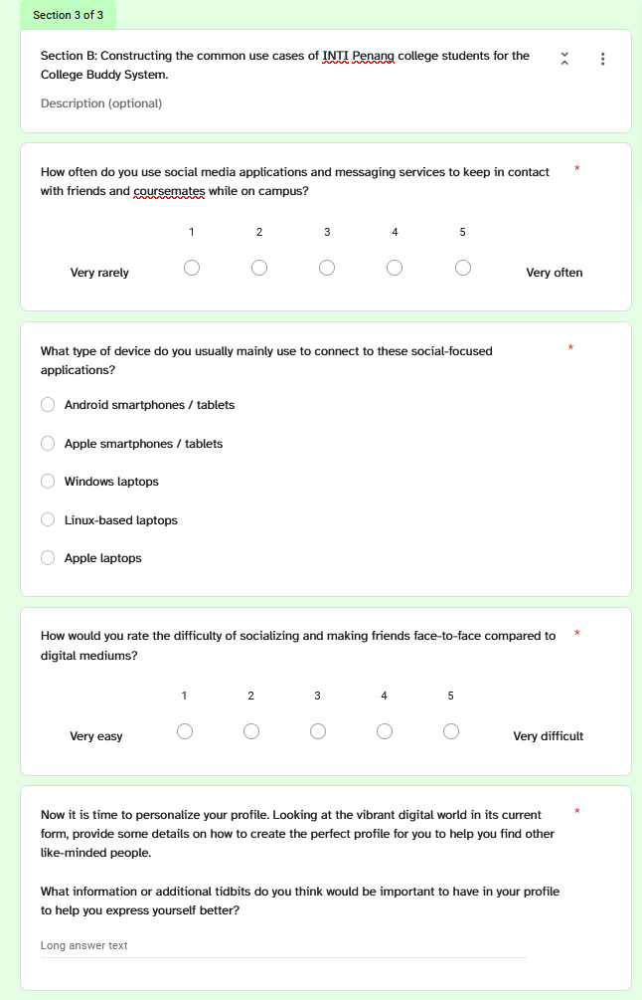 Section 3 of 3
Section B: Constructing the common use cases of INTI Penang college students for the
College Buddy System.
Description (optional)
How often do you use social media applications and messaging services to keep in contact *
with friends and coursemates while on campus?
1 2 3 4 5
Very rarely Very often
What type of device do you usually mainly use to connect to these social-focused *
applications?
Android smartphones / tablets
Apple smartphones / tablets
Windows laptops
Linux-based laptops
Apple laptops
How would you rate the difficulty of socializing and making friends face-to-face compared to *
digital mediums?
1 2 3 4 5
Very easy Very difficult
Now it is time to personalize your profile. Looking at the vibrant digital world in its current *
form, provide some details on how to create the perfect profile for you to help you find other
like-minded people.
What information or additional tidbits do you think would be important to have in your profile
to help you express yourself better?
Long answer text